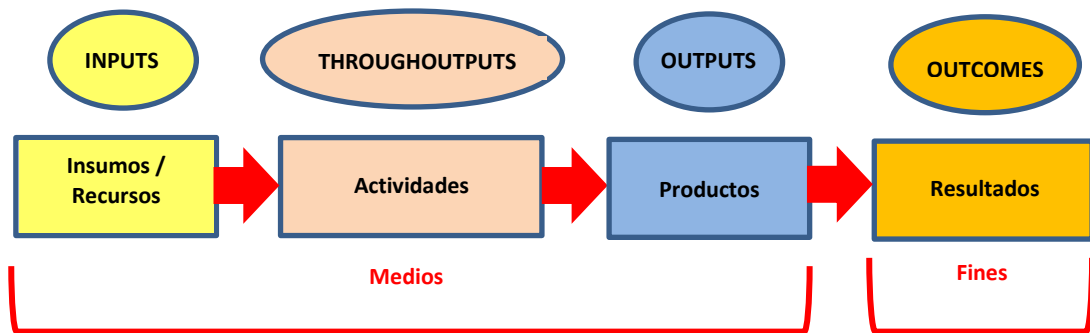 INPUTS
THROUGHOUTPUTS
OUTPUTS
OUTCOMES
Insumos /
Recursos
Actividades
Productos
Resultados
Medios
Fines